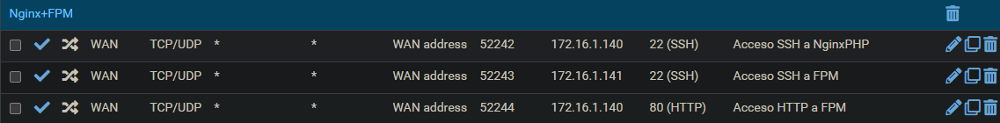 Nginx+FPM
WAN TCP/UDP * * WAN address 52242 172.16.1.140 22 (SSH) Acceso SSH a NginxPHP
WAN TCP/UDP * * WAN address 52243 172.16.1.141 22 (SSH) Acceso SSH a FPM
WAN TCP/UDP * * WAN address 52244 172.16.1.140 80 (HTTP) Acceso HTTP a FPM